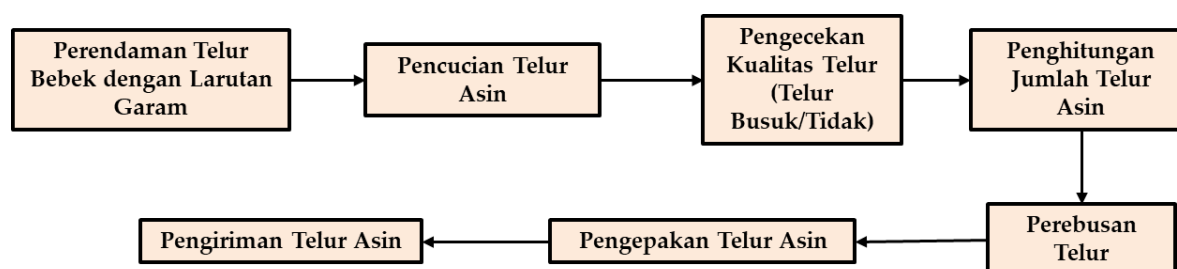 Perendaman Telur
Bebek dengan Larutan
Garam
Pencucian Telur
Asin
Pengecekan
Kualitas Telur
(Telur
Busuk/Tidak)
Penghitungan
Jumlah Telur
Asin
Perebusan
Telur
Pengepakan Telur Asin
Pengiriman Telur Asin